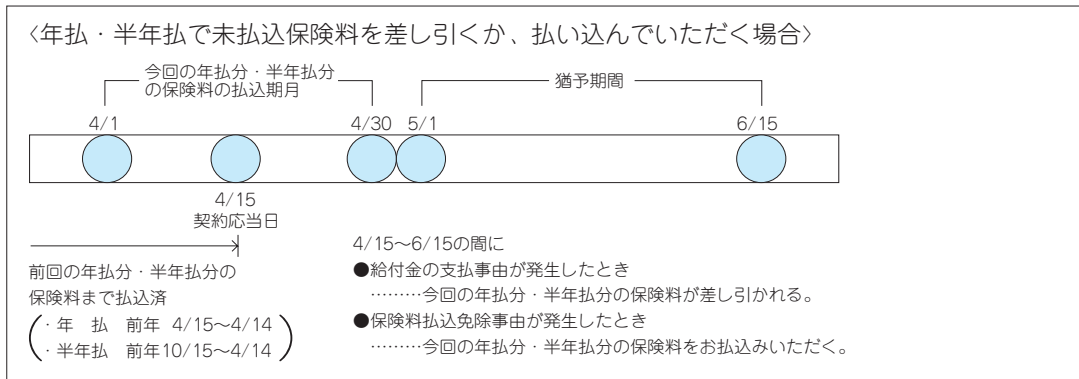 〈年払・半年払で未払込保険料を差し引くか、払い込んでいただく場合〉
今回の年払分・半年払分
の保険料の払込期月
猶予期間
4/1
4/30
5/1
6/15
4/15
契約応当日
前回の年払分・半年払分の
保険料まで払込済
・年　払　前年 4/15〜4/14
・半年払　前年10/15〜4/14
4/15〜6/15の間に
●給付金の支払事由が発生したとき
………今回の年払分・半年払分の保険料が差し引かれる。
●保険料払込免除事由が発生したとき
………今回の年払分・半年払分の保険料をお払込みいただく。